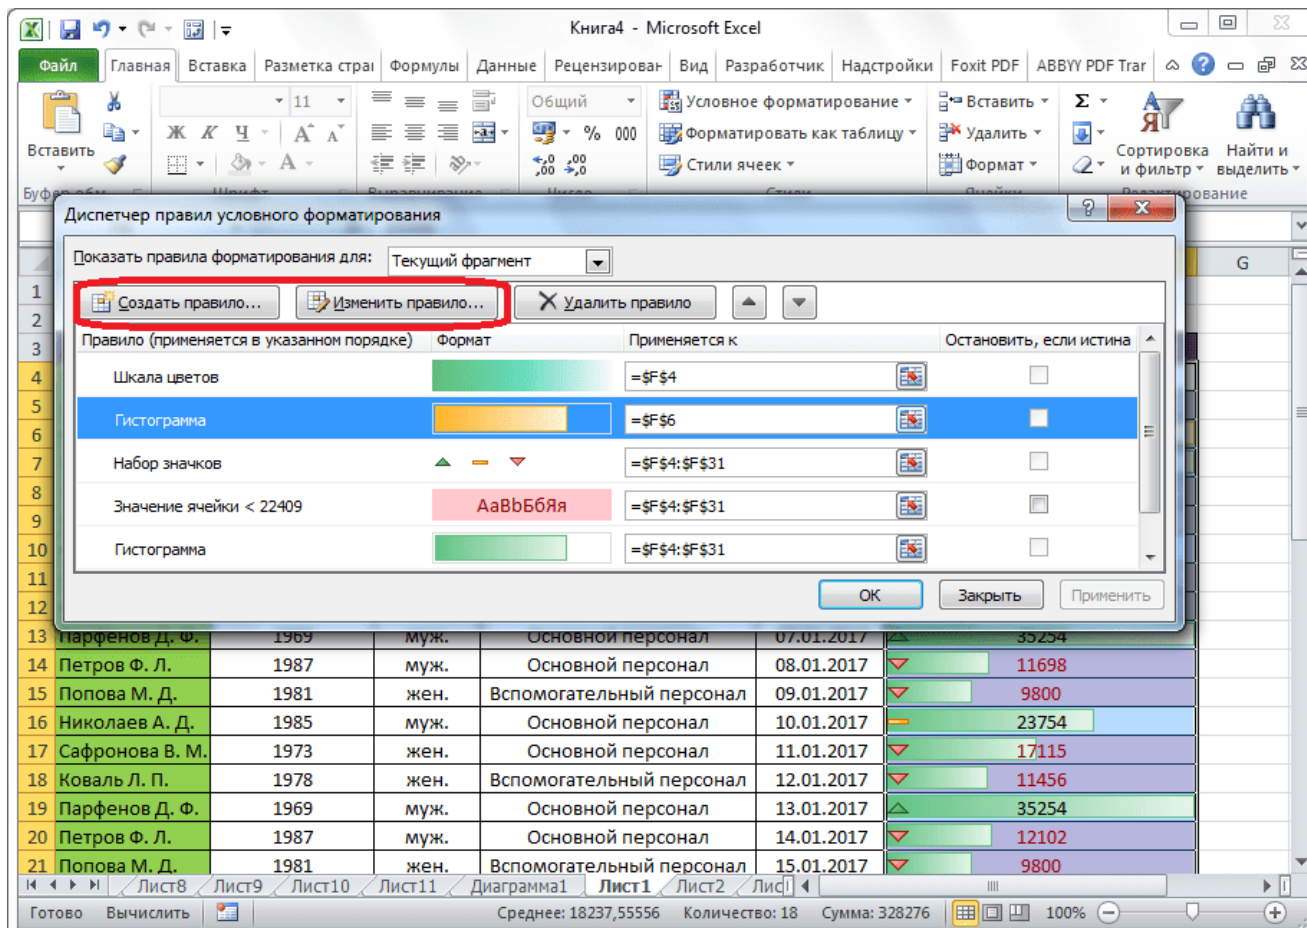 Книга4 - Microsoft Excel
Файл Главная Вставка Разметка стра Формулы Данные Рецензирован Вид Разработчик Надстройки Foxit PDF ABBYY PDF Tran
Вставить
11
Ж К Ч
А А
А
Общий
% 000
Условное форматирование
Форматировать как таблицу
Стили ячеек
Вставить
Удалить
Формат
Σ
Сортировка и фильтр
Найти и выделить
Диспетчер правил условного форматирования
Показать правила форматирования для: Текущий фрагмент
Создать правило... Изменить правило... Удалить правило
Правило (применяется в указанном порядке) Формат Применяется к Остановить, если истина
Шкала цветов =$F$4
Гистограмма =$F$6
Набор значков =$F$4:$F$31
Значение ячейки < 22409 АаВbБбЯя =$F$4:$F$31
Гистограмма =$F$4:$F$31
ОК Закрыть Применить
G
1
2
3
4
5
6
7
8
9
10
11
12
13 Парфенов Д. Ф. 1969 муж. Основной персонал 07.01.2017 35254
14 Петров Ф. Л. 1987 муж. Основной персонал 08.01.2017 11698
15 Попова М. Д. 1981 жен. Вспомогательный персонал 09.01.2017 9800
16 Николаев А. Д. 1985 муж. Основной персонал 10.01.2017 23754
17 Сафронова В. М. 1973 жен. Основной персонал 11.01.2017 17115
18 Коваль Л. П. 1978 жен. Вспомогательный персонал 12.01.2017 11456
19 Парфенов Д. Ф. 1969 муж. Основной персонал 13.01.2017 35254
20 Петров Ф. Л. 1987 муж. Основной персонал 14.01.2017 12102
21 Попова М. Д. 1981 жен. Вспомогательный персонал 15.01.2017 9800
Лист8 Лист9 Лист10 Лист11 Диаграмма1 Лист1 Лист2 Лис
Готово Вычислить Среднее: 18237,55556 Количество: 18 Сумма: 328276 100%